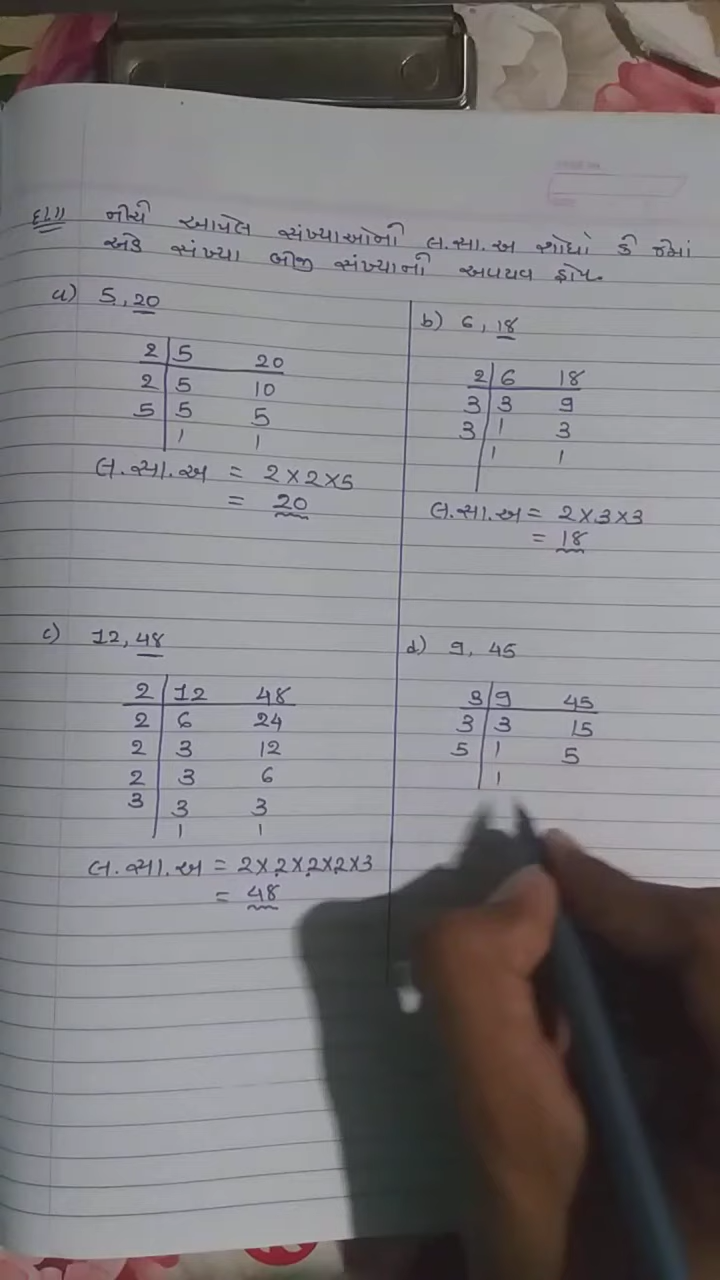 દા.11 નીચે આપેલ સંખ્યાઓની લ.સા.અ શોધો કે જેમાં
એક સંખ્યા બીજી સંખ્યાની અવયવ હોય.
a) 5, 20
2 5 20
2 5 10
5 5 5
1 1
લ.સા.અ = 2×2×5
= 20
b) 6, 18
2 6 18
3 3 9
3 1 3
1 1
લ.સા.અ = 2×3×3
= 18
c) 12, 48
2 12 48
2 6 24
2 3 12
2 3 6
3 3 3
1 1
લ.સા.અ = 2×2×2×2×3
= 48
d) 9, 45
3 9 45
3 3 15
5 1 5
1